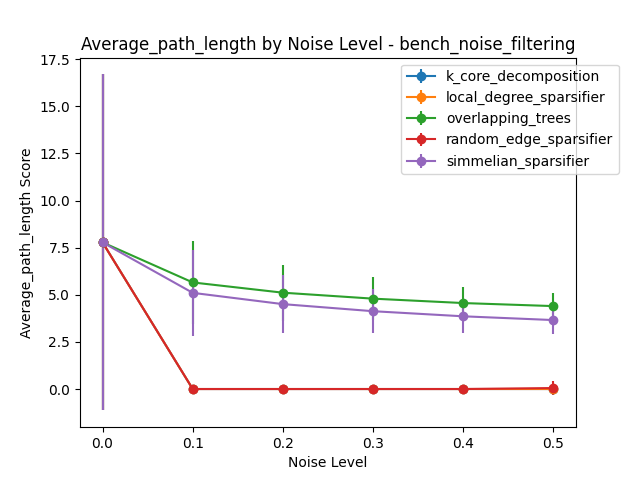 Average_path_length by Noise Level - bench_noise_filtering
17.5
15.0
12.5
10.0
7.5
5.0
2.5
0.0
Average_path_length Score
k_core_decomposition
local_degree_sparsifier
overlapping_trees
random_edge_sparsifier
simmelian_sparsifier
0.0 0.1 0.2 0.3 0.4 0.5
Noise Level